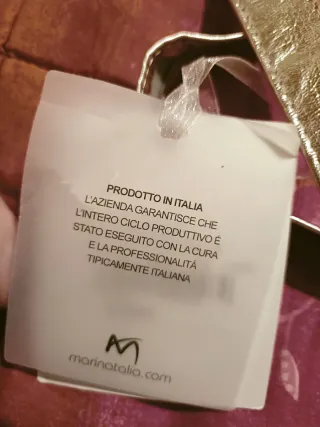 PRODOTTO IN ITALIA
L'AZIENDA GARANTISCE CHE
L'INTERO CICLO PRODUTTIVO É
STATO ESEGUITO CON LA CURA
E LA PROFESSIONALITÁ
TIPICAMENTE ITALIANA
marinatalia.com